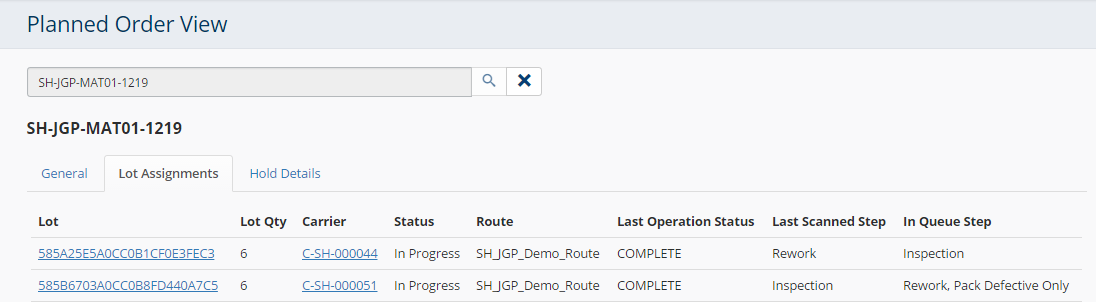 Planned Order View
SH-JGP-MAT01-1219
SH-JGP-MAT01-1219
General Lot Assignments Hold Details
Lot Lot Qty Carrier Status Route Last Operation Status Last Scanned Step In Queue Step
585A25E5A0CC0B1CF0E3FEC3 6 C-SH-000044 In Progress SH_JGP_Demo_Route COMPLETE Rework Inspection
585B6703A0CC0B8FD440A7C5 6 C-SH-000051 In Progress SH_JGP_Demo_Route COMPLETE Inspection Rework, Pack Defective Only